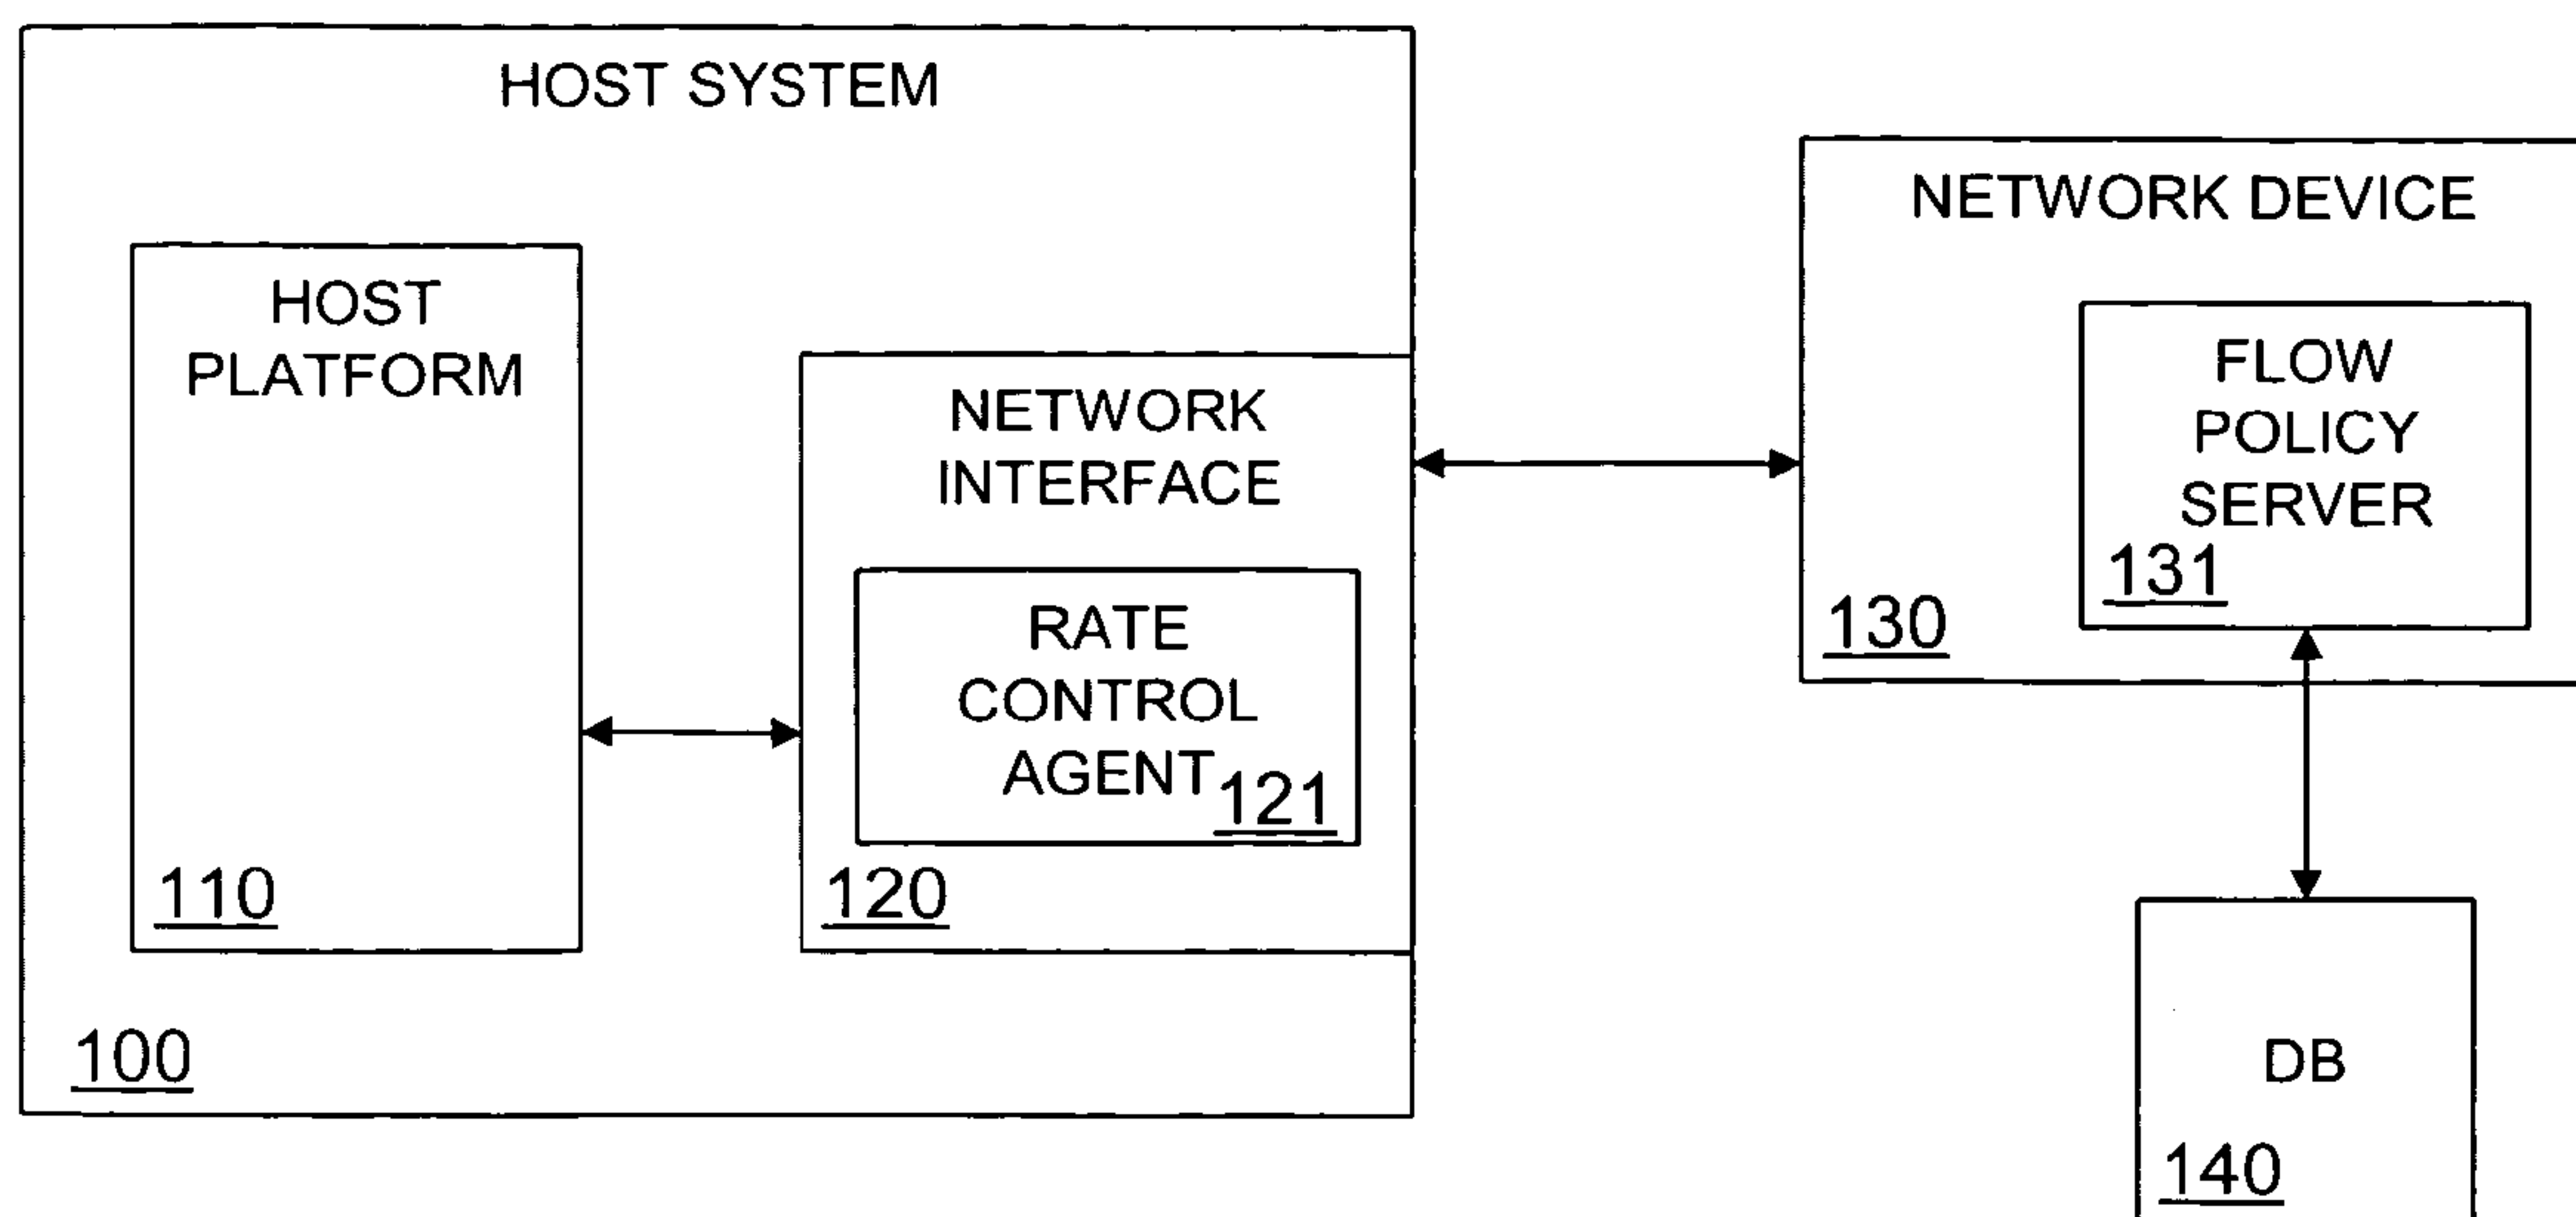 HOST SYSTEM
HOST
PLATFORM
110
NETWORK
INTERFACE
RATE
CONTROL
AGENT
121
120
100
NETWORK DEVICE
FLOW
POLICY
SERVER
131
130
DB
140